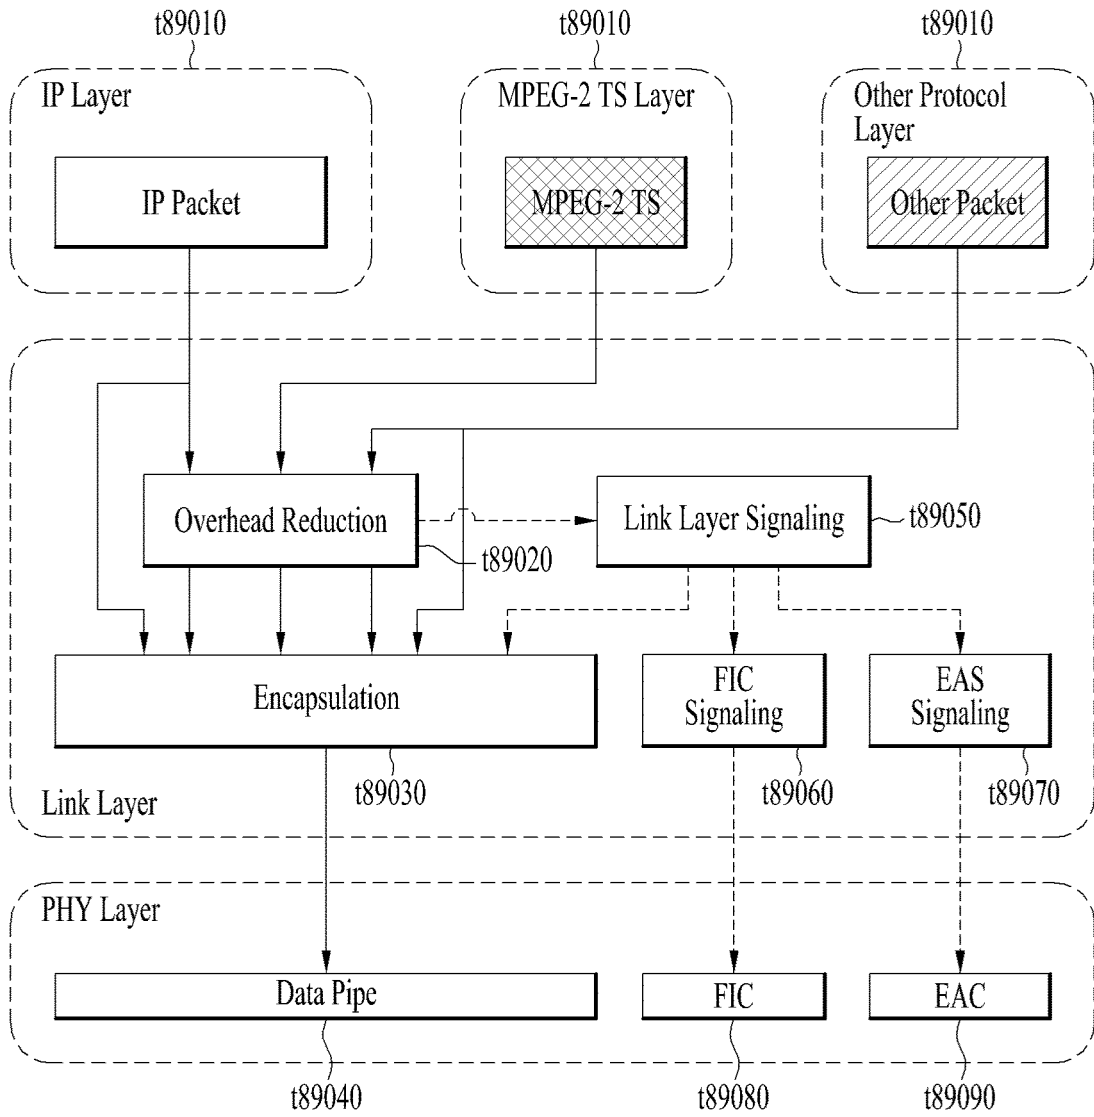 t89010
t89010
t89010
IP Layer
MPEG-2 TS Layer
Other Protocol
Layer
IP Packet
MPEG-2 TS
Other Packet
Overhead Reduction
Link Layer Signaling
t89050
t89020
Encapsulation
FIC
Signaling
EAS
Signaling
t89030
t89060
t89070
Link Layer
PHY Layer
Data Pipe
FIC
EAC
t89040
t89080
t89090